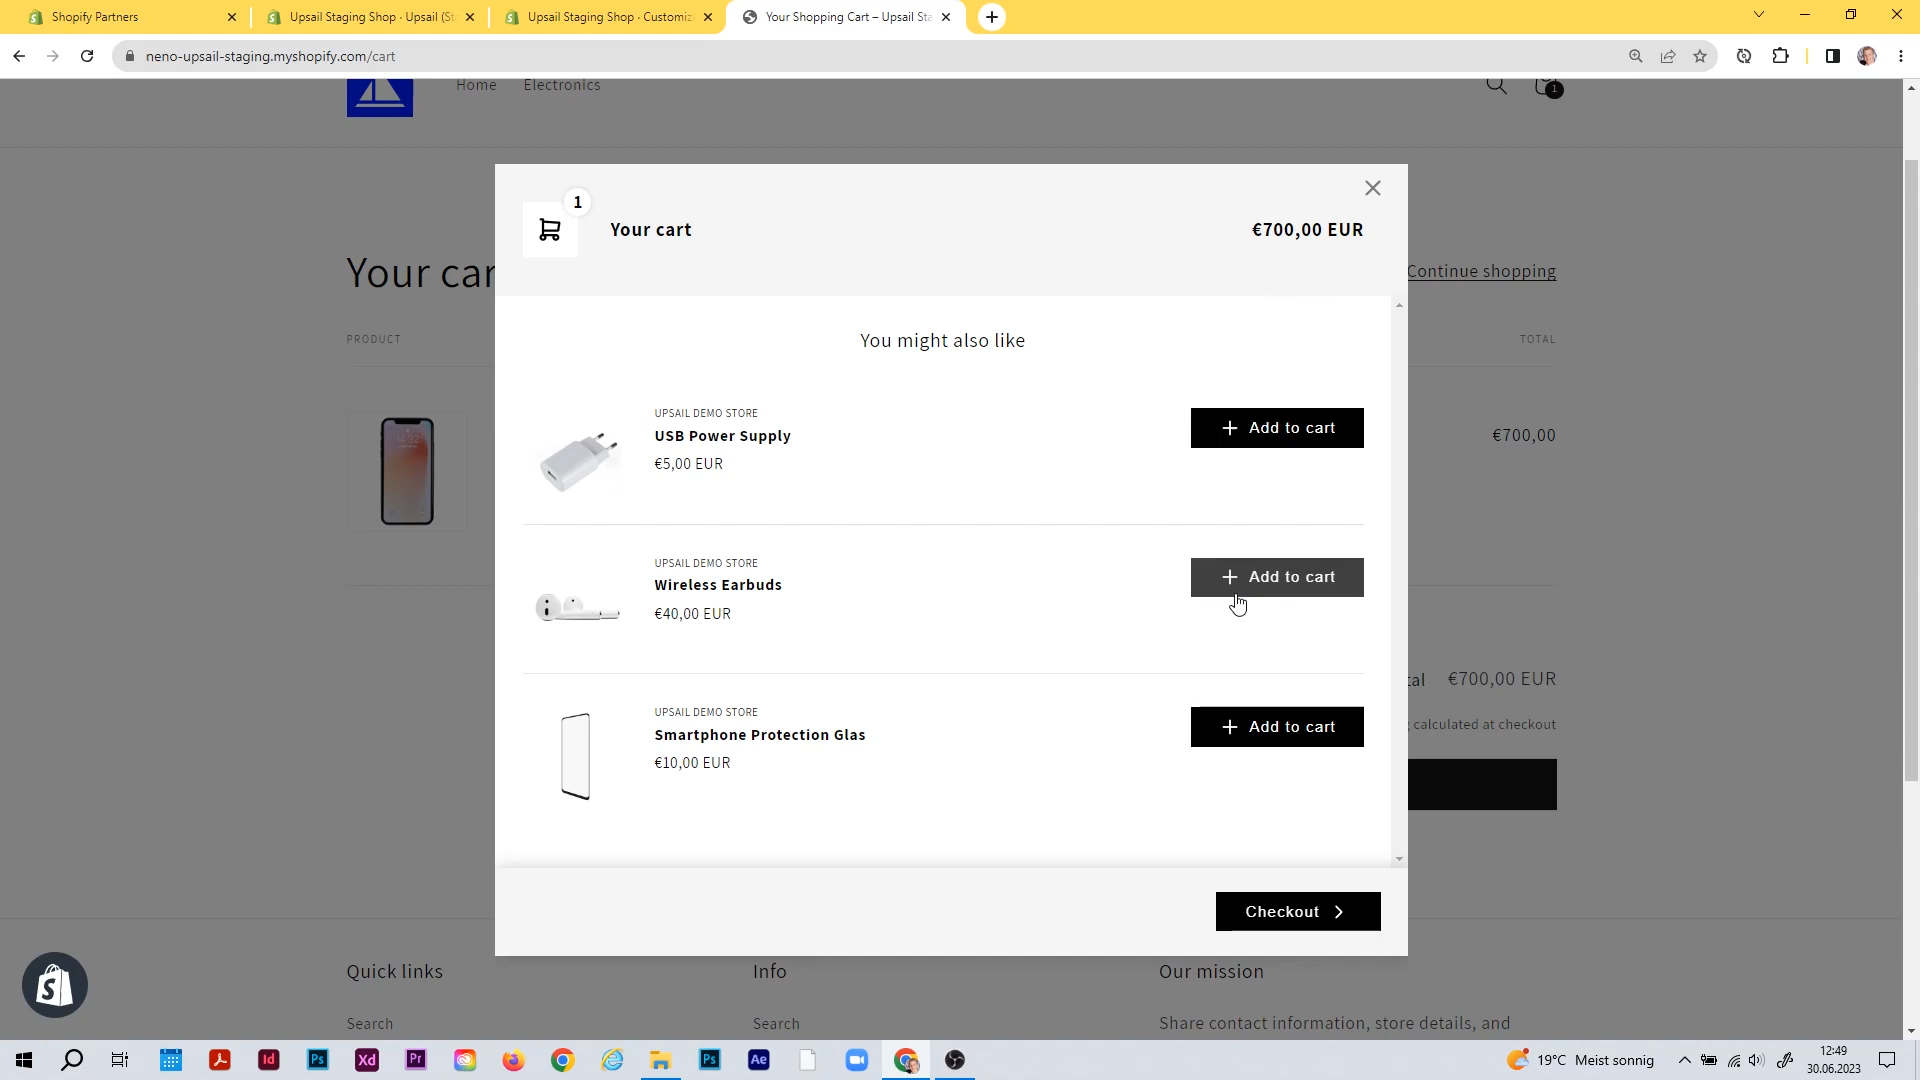 Shopify Partners
Upsail Staging Shop · Upsail (St
Upsail Staging Shop · Customiz
Your Shopping Cart – Upsail Sta
neno-upsail-staging.myshopify.com/cart
Home
Electronics
1
1
Your cart
€700,00 EUR
Your car
Continue shopping
PRODUCT
TOTAL
You might also like
UPSAIL DEMO STORE
USB Power Supply
€5,00 EUR
Add to cart
€700,00
UPSAIL DEMO STORE
Wireless Earbuds
€40,00 EUR
Add to cart
UPSAIL DEMO STORE
Smartphone Protection Glas
€10,00 EUR
Add to cart
tal €700,00 EUR
calculated at checkout
Checkout
Quick links
Info
Our mission
Search
Search
Share contact information, store details, and
19°C Meist sonnig
12:49
30.06.2023